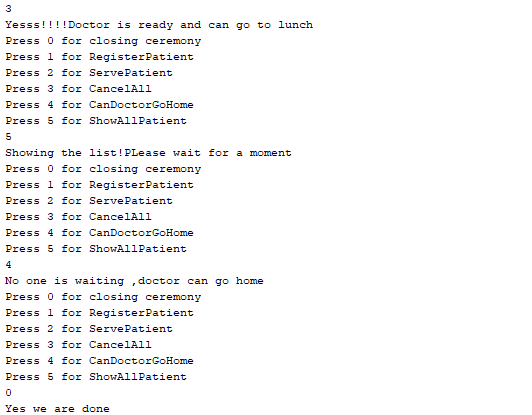 3
Yesss!!!!Doctor is ready and can go to lunch
Press 0 for closing ceremony
Press 1 for RegisterPatient
Press 2 for ServePatient
Press 3 for CancelAll
Press 4 for CanDoctorGoHome
Press 5 for ShowAllPatient
5
Showing the list!PLease wait for a moment
Press 0 for closing ceremony
Press 1 for RegisterPatient
Press 2 for ServePatient
Press 3 for CancelAll
Press 4 for CanDoctorGoHome
Press 5 for ShowAllPatient
4
No one is waiting ,doctor can go home
Press 0 for closing ceremony
Press 1 for RegisterPatient
Press 2 for ServePatient
Press 3 for CancelAll
Press 4 for CanDoctorGoHome
Press 5 for ShowAllPatient
0
Yes we are done